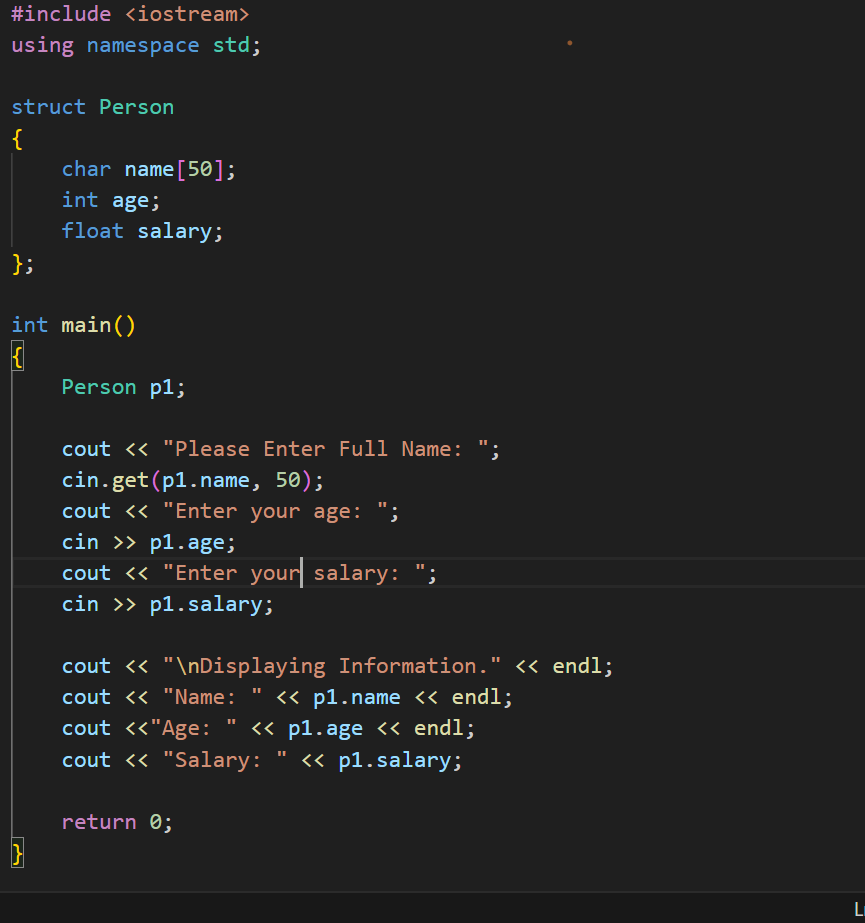 #include <iostream>
using namespace std;
struct Person
{
    char name[50];
    int age;
    float salary;
};
int main()
{
    Person p1;
    cout << "Please Enter Full Name: ";
    cin.get(p1.name, 50);
    cout << "Enter your age: ";
    cin >> p1.age;
    cout << "Enter your salary: ";
    cin >> p1.salary;
    cout << "\nDisplaying Information." << endl;
    cout << "Name: " << p1.name << endl;
    cout <<"Age: " << p1.age << endl;
    cout << "Salary: " << p1.salary;
    return 0;
}